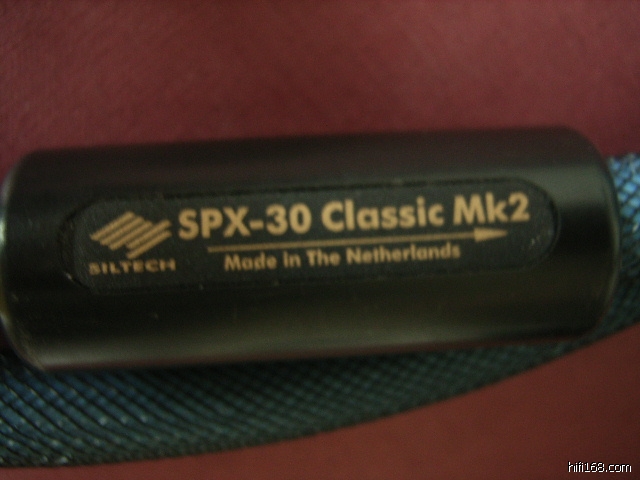 SPX-30 Classic Mk2
SILTECH
Made in The Netherlands
hifi168.com